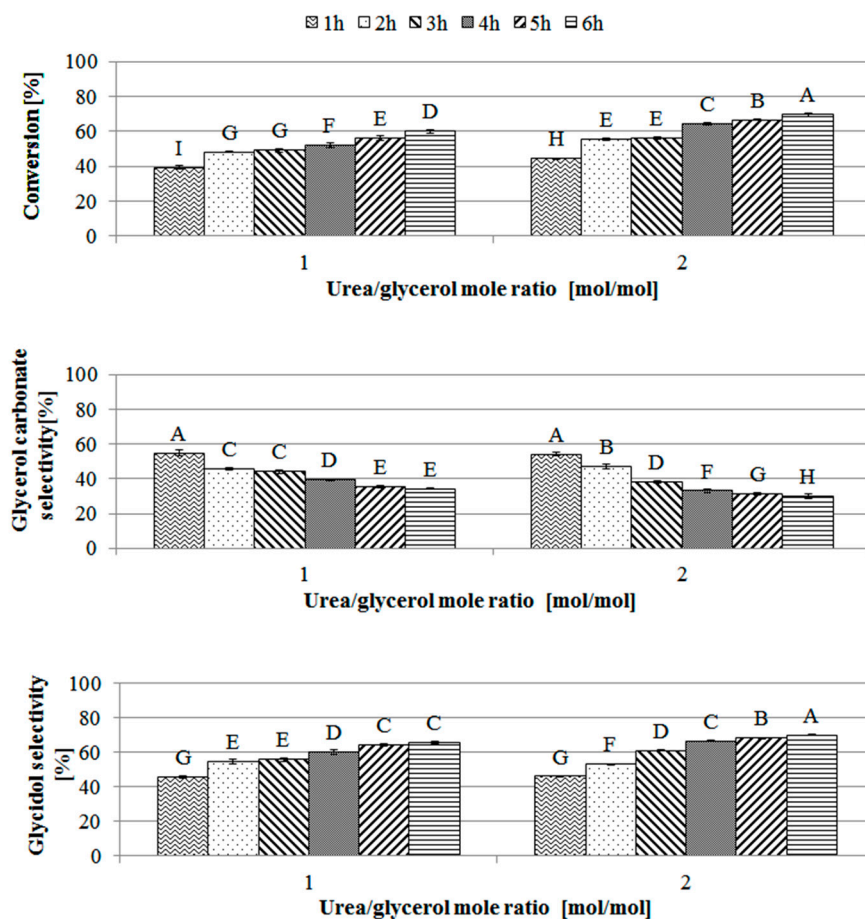 1h 2h 3h 4h 5h 6h
Conversion [%]
100
80
60
40
20
0
I G G F E D H E E C B A
1 2
Urea/glycerol mole ratio [mol/mol]
Glycerol carbonate
selectivity[%]
100
80
60
40
20
0
A C C D E E A B D F G H
1 2
Urea/glycerol mole ratio [mol/mol]
Glycidol selectivity
[%]
100
80
60
40
20
0
G E E D C C G F D C B A
1 2
Urea/glycerol mole ratio [mol/mol]